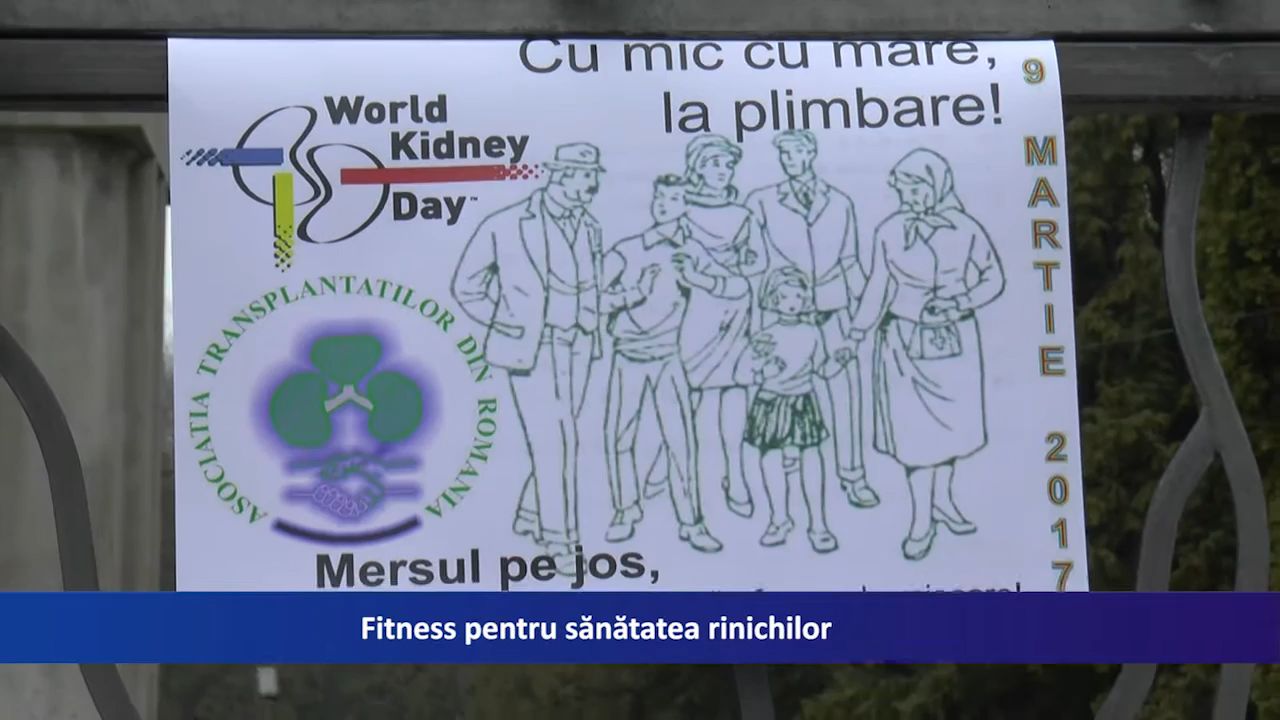 Cu mic cu mare,
la plimbare!
World
Kidney
Day™
9 MARTIE 2017
ASOCIATIA TRANSPLANTATILOR DIN ROMANIA
Mersul pe jos,
Fitness pentru sănătatea rinichilor